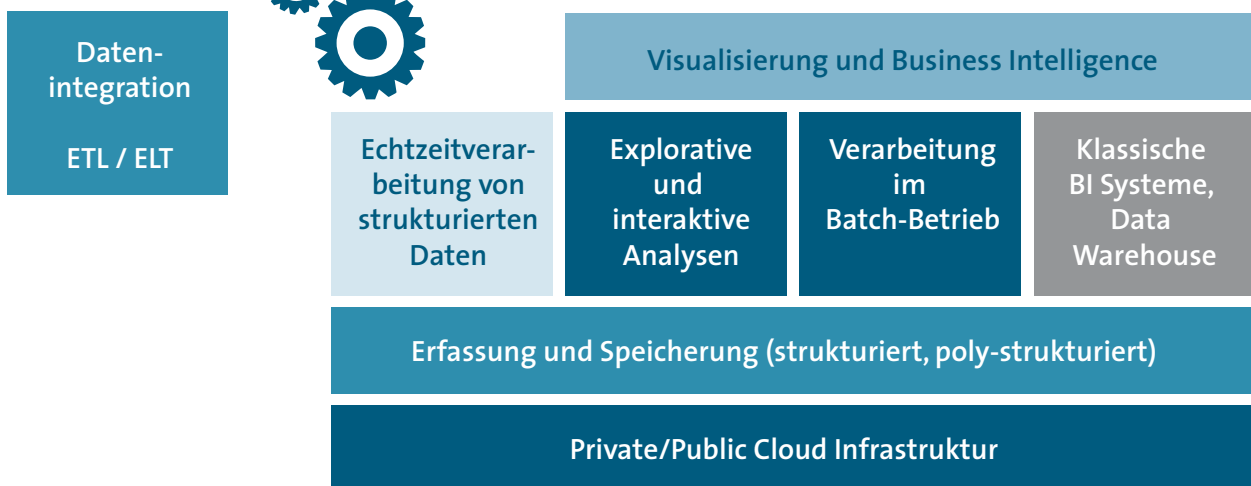 Daten-
integration
ETL / ELT
Visualisierung und Business Intelligence
Echtzeitverar-
beitung von
strukturierten
Daten
Explorative
und
interaktive
Analysen
Verarbeitung
im
Batch-Betrieb
Klassische
BI Systeme,
Data
Warehouse
Erfassung und Speicherung (strukturiert, poly-strukturiert)
Private/Public Cloud Infrastruktur